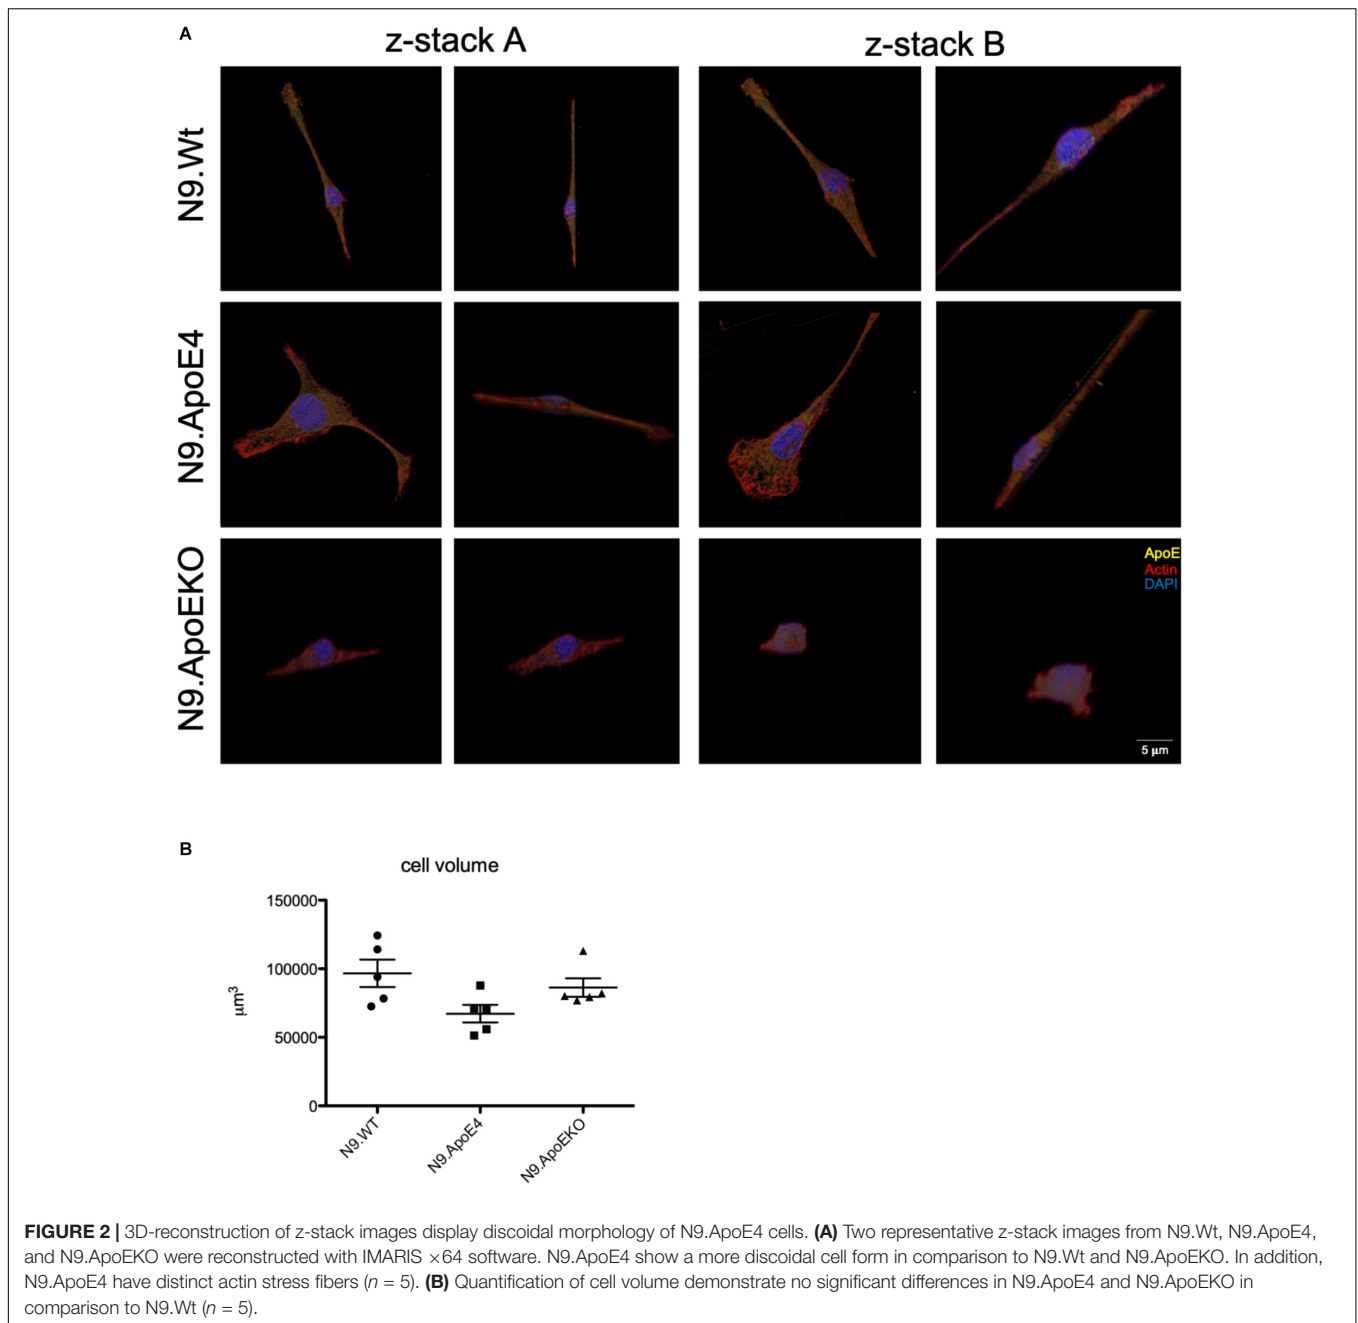 A
z-stack A
z-stack B
N9.Wt
N9.ApoE4
N9.ApoEKO
ApoE
Actin
DAPI
5 µm
B
cell volume
150000
100000
50000
0
µm³
N9.WT
N9.ApoE4
N9.ApoEKO
FIGURE 2 | 3D-reconstruction of z-stack images display discoidal morphology of N9.ApoE4 cells. (A) Two representative z-stack images from N9.Wt, N9.ApoE4,
and N9.ApoEKO were reconstructed with IMARIS ×64 software. N9.ApoE4 show a more discoidal cell form in comparison to N9.Wt and N9.ApoEKO. In addition,
N9.ApoE4 have distinct actin stress fibers (n = 5). (B) Quantification of cell volume demonstrate no significant differences in N9.ApoE4 and N9.ApoEKO in
comparison to N9.Wt (n = 5).